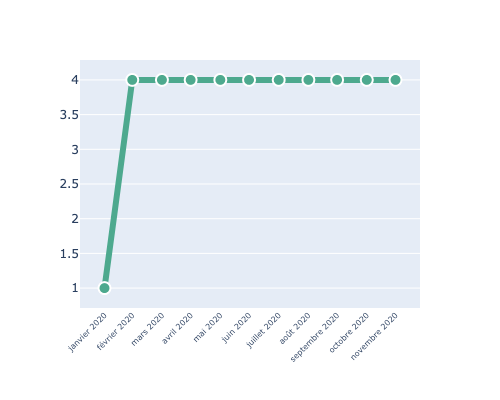 4
3.5
3
2.5
2
1.5
1
janvier 2020
février 2020
mars 2020
avril 2020
mai 2020
juin 2020
juillet 2020
août 2020
septembre 2020
octobre 2020
novembre 2020